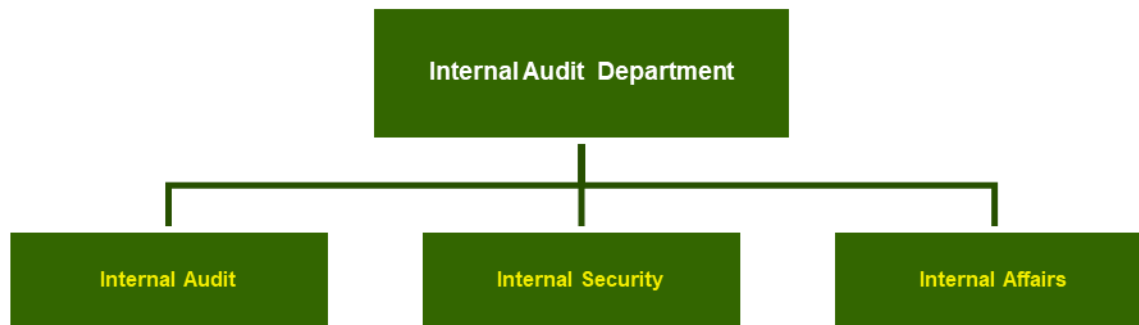 Internal Audit Department
Internal Audit
Internal Security
Internal Affairs